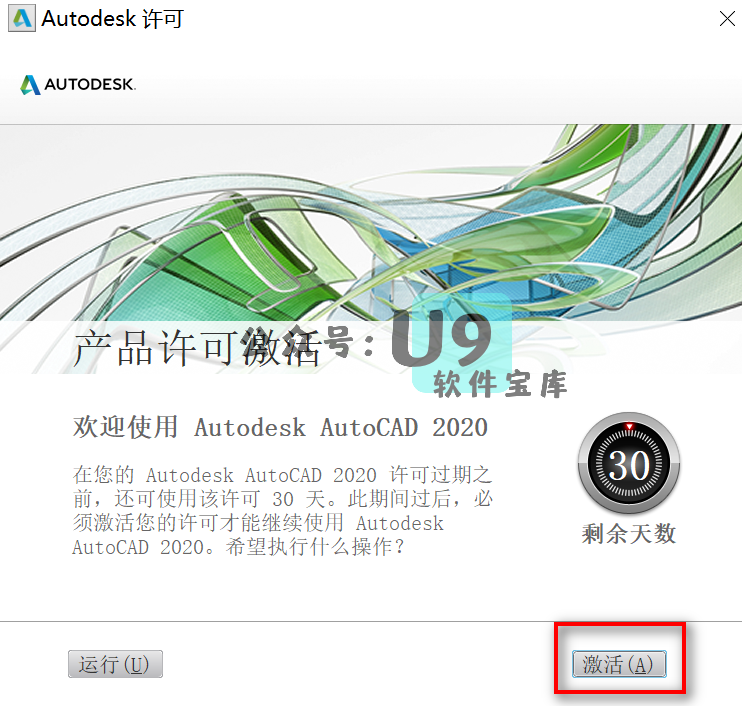 Autodesk 许可
AUTODESK.
产品许可激活
公众号：U9
软件宝库
欢迎使用 Autodesk AutoCAD 2020
在您的 Autodesk AutoCAD 2020 许可过期之
前，还可使用该许可 30 天。此期间过后，必
须激活您的许可才能继续使用 Autodesk
AutoCAD 2020。希望执行什么操作？
30
剩余天数
运行(U)
激活(A)